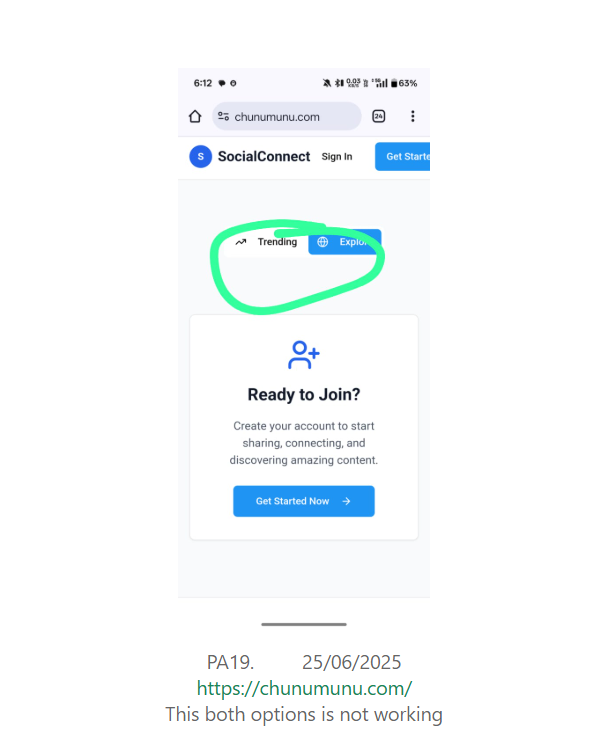 6:12 0.03 KB/S 5G 63%
chunumunu.com 24
S SocialConnect Sign In Get Starte
Trending Explo
Ready to Join?
Create your account to start
sharing, connecting, and
discovering amazing content.
Get Started Now
PA19. 25/06/2025
https://chunumunu.com/
This both options is not working